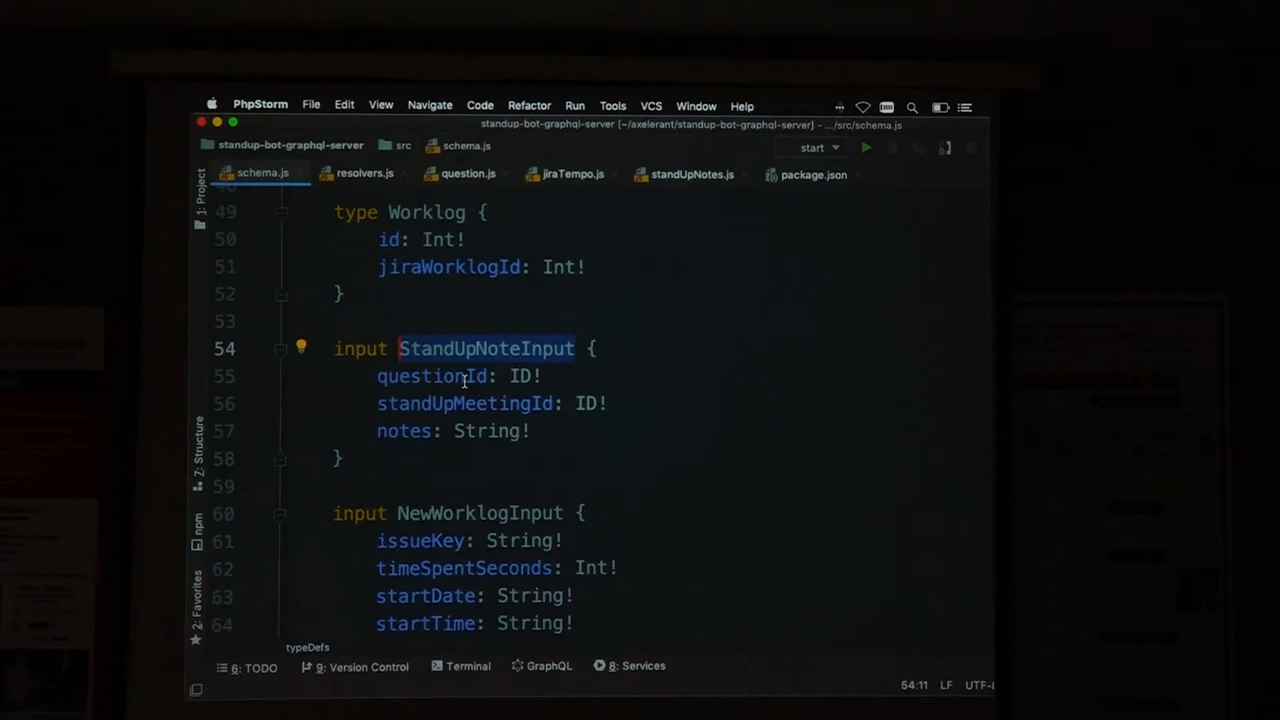 PhpStorm File Edit View Navigate Code Refactor Run Tools VCS Window Help
standup-bot-graphql-server [~/axelerant/standup-bot-graphql-server] - .../src/schema.js
standup-bot-graphql-server src schema.js start
schema.js resolvers.js question.js jiraTempo.js standUpNotes.js package.json
1: Project
49 type Worklog {
50 id: Int!
51 jiraWorklogId: Int!
52 }
53
54 input StandUpNoteInput {
55 questionId: ID!
56 standUpMeetingId: ID!
57 notes: String!
58 }
59
60 input NewWorklogInput {
61 issueKey: String!
62 timeSpentSeconds: Int!
63 startDate: String!
64 startTime: String!
7: Structure
npm
2: Favorites
typeDefs
6: TODO 9: Version Control Terminal GraphQL 8: Services
54:11 LF UTF-